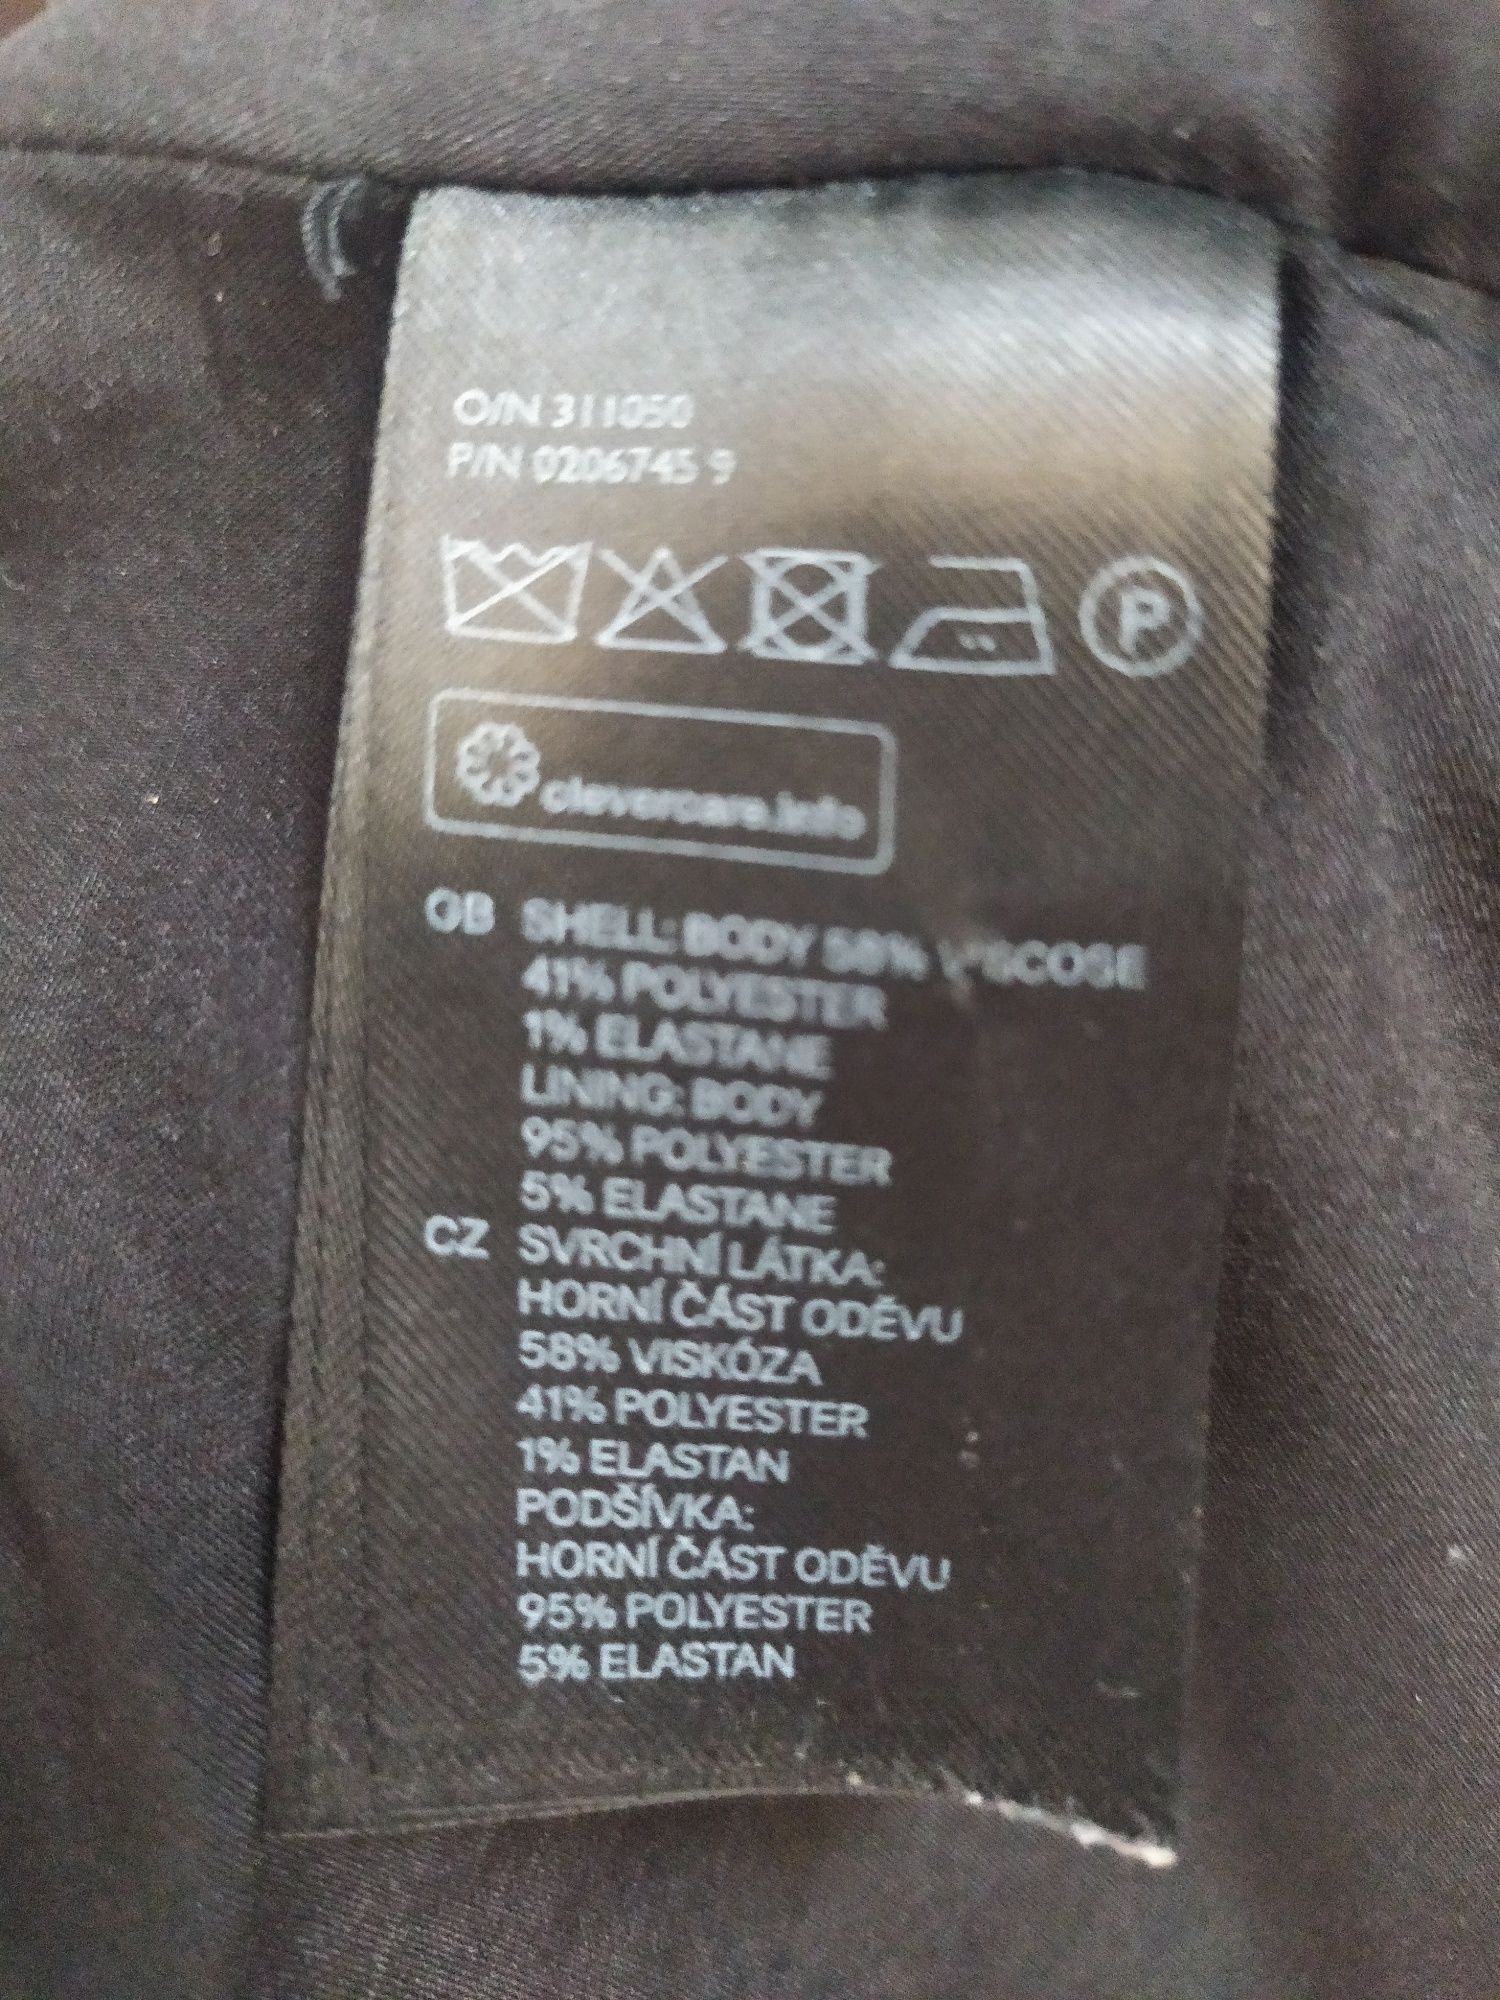 O/N 311050
P/N 0206745 9
P
clevercare.info
GB SHELL: BODY 58% VISCOSE
41% POLYESTER
1% ELASTANE
LINING: BODY
95% POLYESTER
5% ELASTANE
CZ SVRCHNÍ LÁTKA:
HORNÍ ČÁST ODĚVU
58% VISKÓZA
41% POLYESTER
1% ELASTAN
PODŠÍVKA:
HORNÍ ČÁST ODĚVU
95% POLYESTER
5% ELASTAN